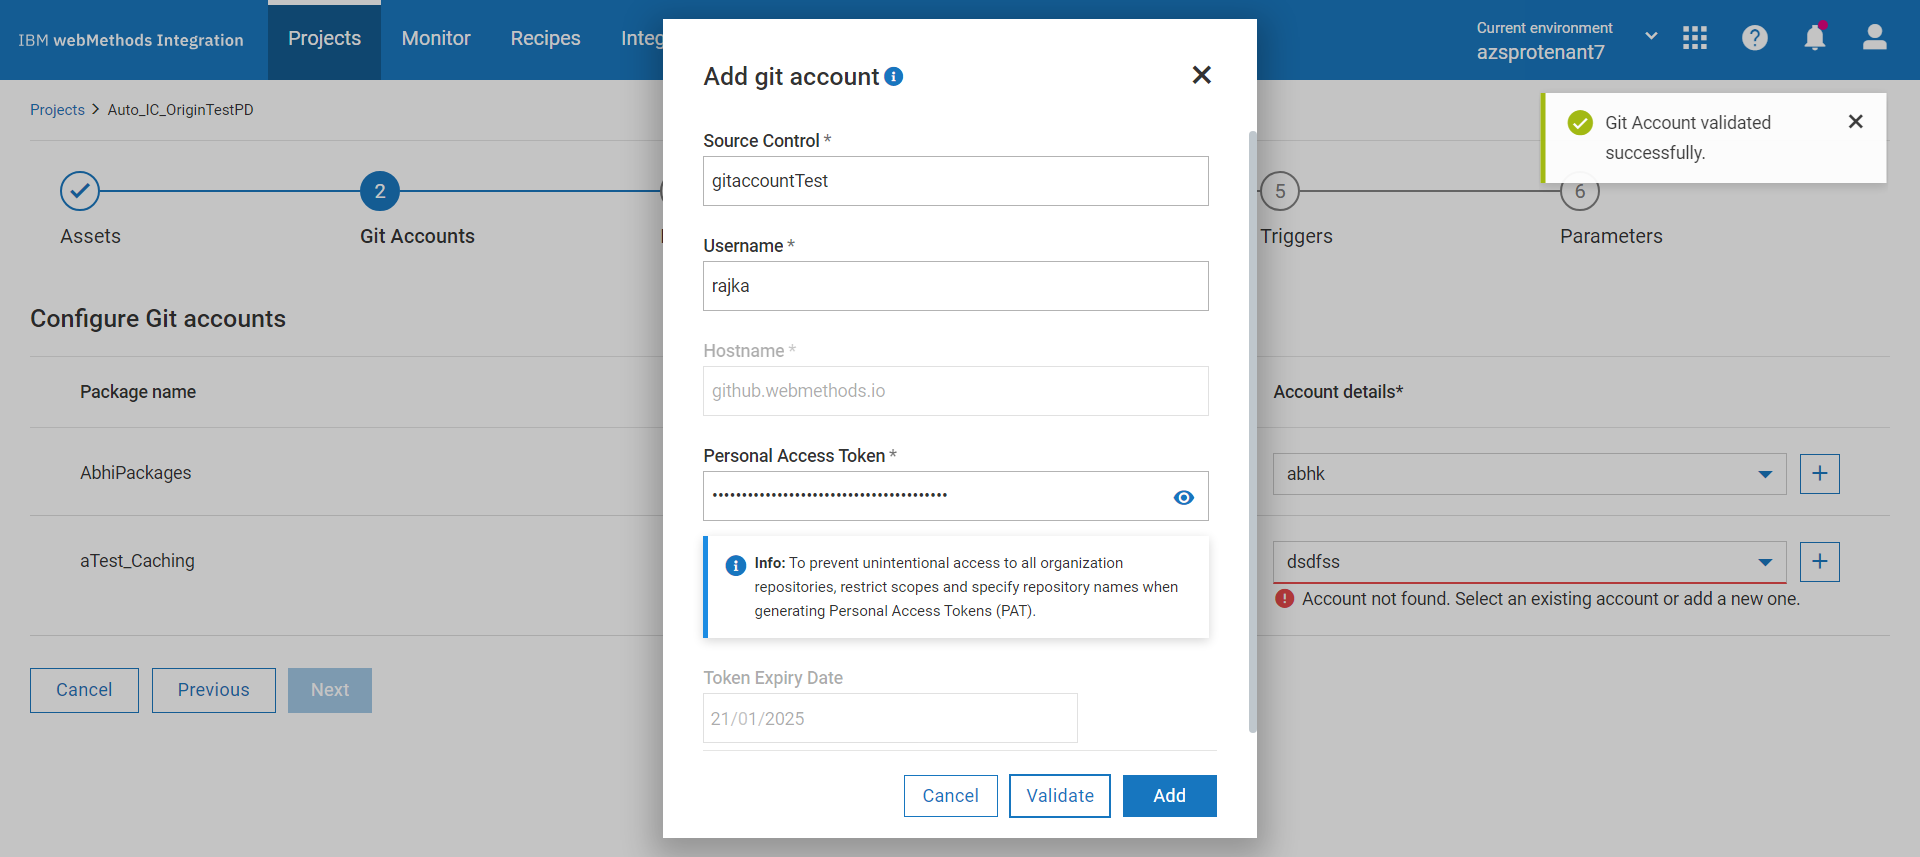 IBM webMethods Integration
Projects
Monitor
Recipes
Integ
Current environment
azsprotenant7
Projects > Auto_IC_OriginTestPD
Git Account validated
successfully.
2
5
6
Assets
Git Accounts
Triggers
Parameters
Configure Git accounts
Package name
Account details*
AbhiPackages
abhk
aTest_Caching
dsdfss
Account not found. Select an existing account or add a new one.
Cancel
Previous
Next
Add git account
Source Control *
gitaccountTest
Username *
rajka
Hostname *
github.webmethods.io
Personal Access Token *
••••••••••••••••••••••••••••••••••••••••
Info: To prevent unintentional access to all organization
repositories, restrict scopes and specify repository names when
generating Personal Access Tokens (PAT).
Token Expiry Date
21/01/2025
Cancel
Validate
Add